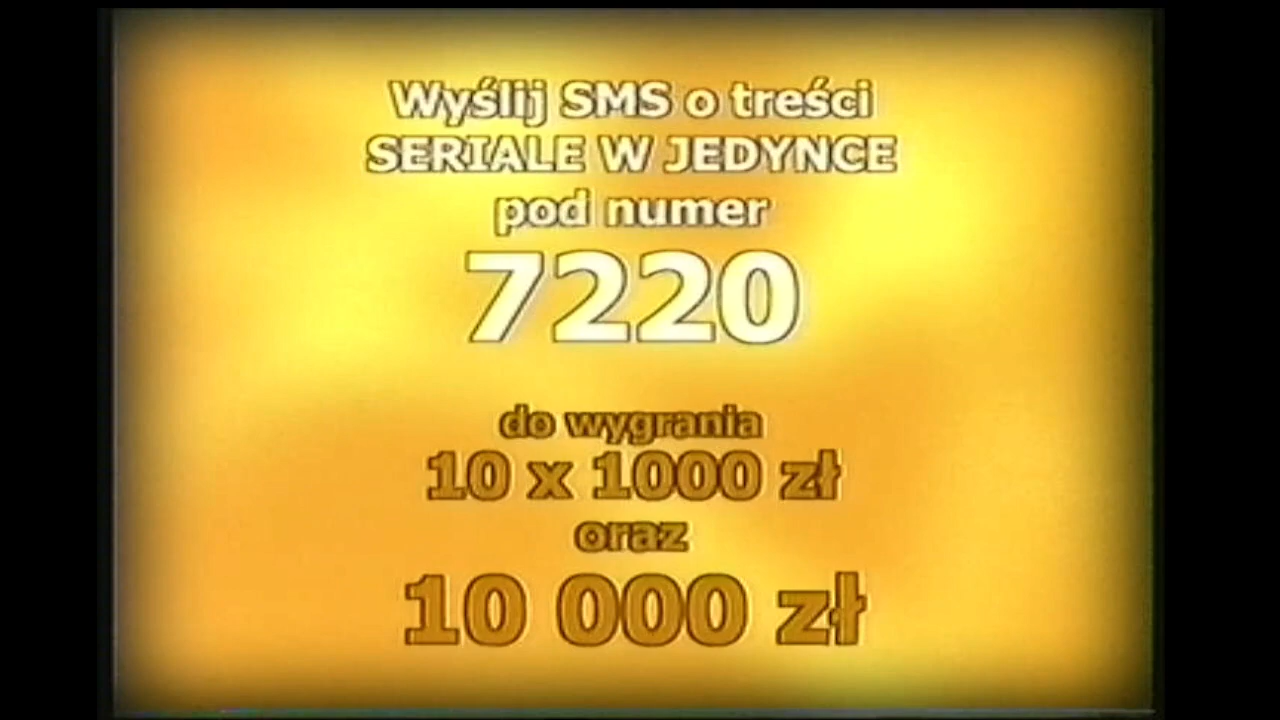 Wyślij SMS o treści
SERIALE W JEDYNCE
pod numer
7220
do wygrania
10 x 1000 zł
oraz
10 000 zł